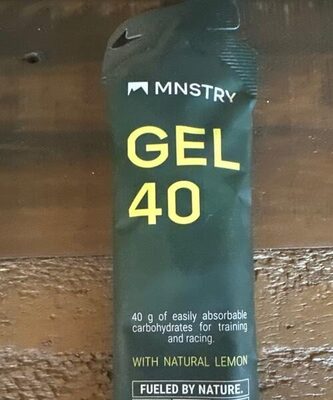 MNSTRY
GEL
40
40 g of easily absorbable
carbohydrates for training
and racing.
WITH NATURAL LEMON
FUELED BY NATURE.